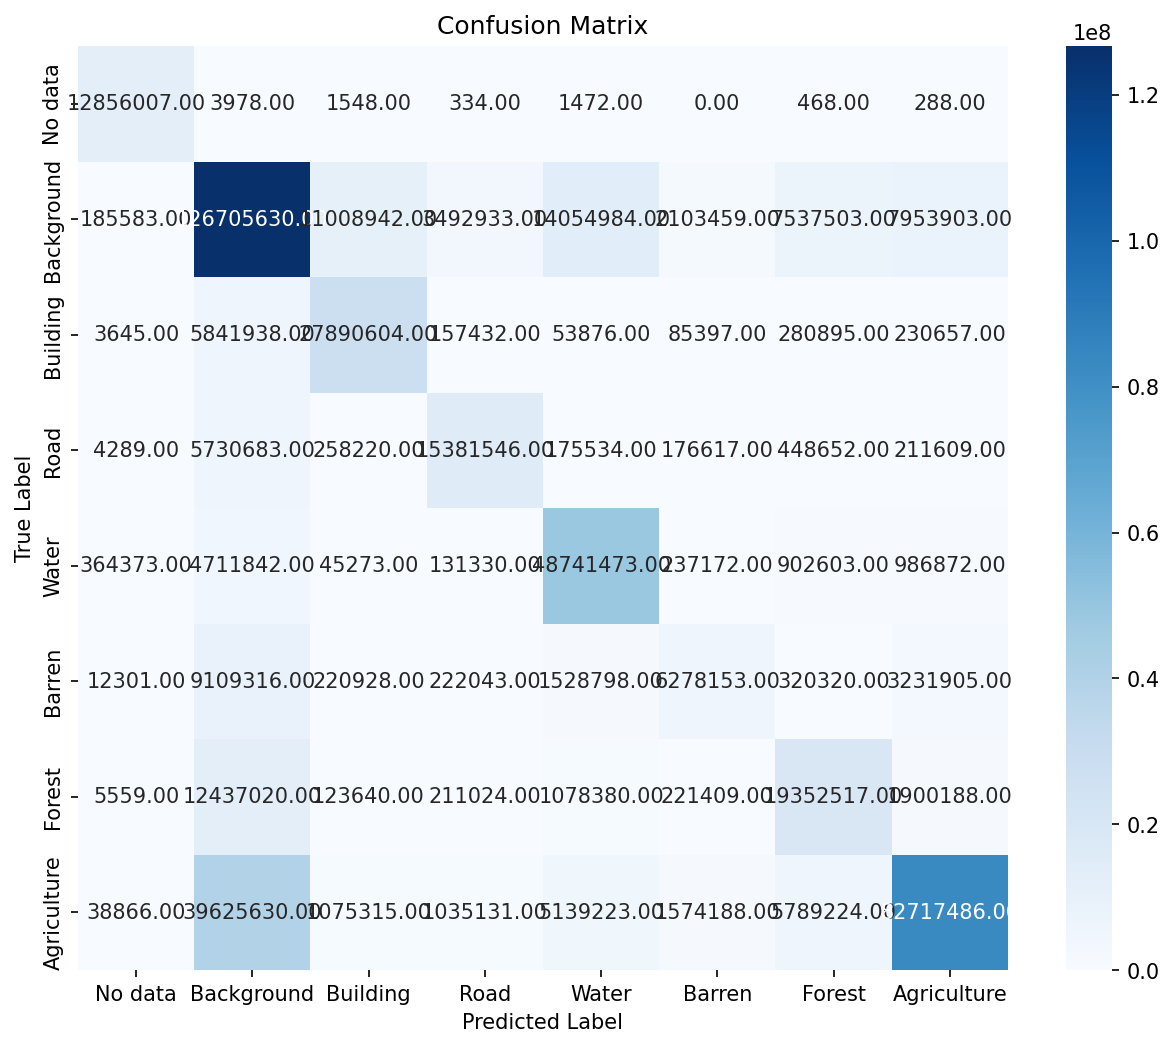 Confusion Matrix
1e8
No data 12856007.00 3978.00 1548.00 334.00 1472.00 0.00 468.00 288.00
Background 185583.00 126705630.00 11008942.00 3492933.00 14054984.00 2103459.00 7537503.00 7953903.00
Building 3645.00 5841938.00 27890604.00 157432.00 53876.00 85397.00 280895.00 230657.00
Road 4289.00 5730683.00 258220.00 15381546.00 175534.00 176617.00 448652.00 211609.00
Water 364373.00 4711842.00 45273.00 131330.00 48741473.00 237172.00 902603.00 986872.00
Barren 12301.00 9109316.00 220928.00 222043.00 1528798.00 6278153.00 320320.00 3231905.00
Forest 5559.00 12437020.00 123640.00 211024.00 1078380.00 221409.00 19352517.00 1900188.00
Agriculture 38866.00 39625630.00 1075315.00 1035131.00 5139223.00 1574188.00 5789224.00 82717486.00
No data Background Building Road Water Barren Forest Agriculture
Predicted Label
True Label
1.2
1.0
0.8
0.6
0.4
0.2
0.0